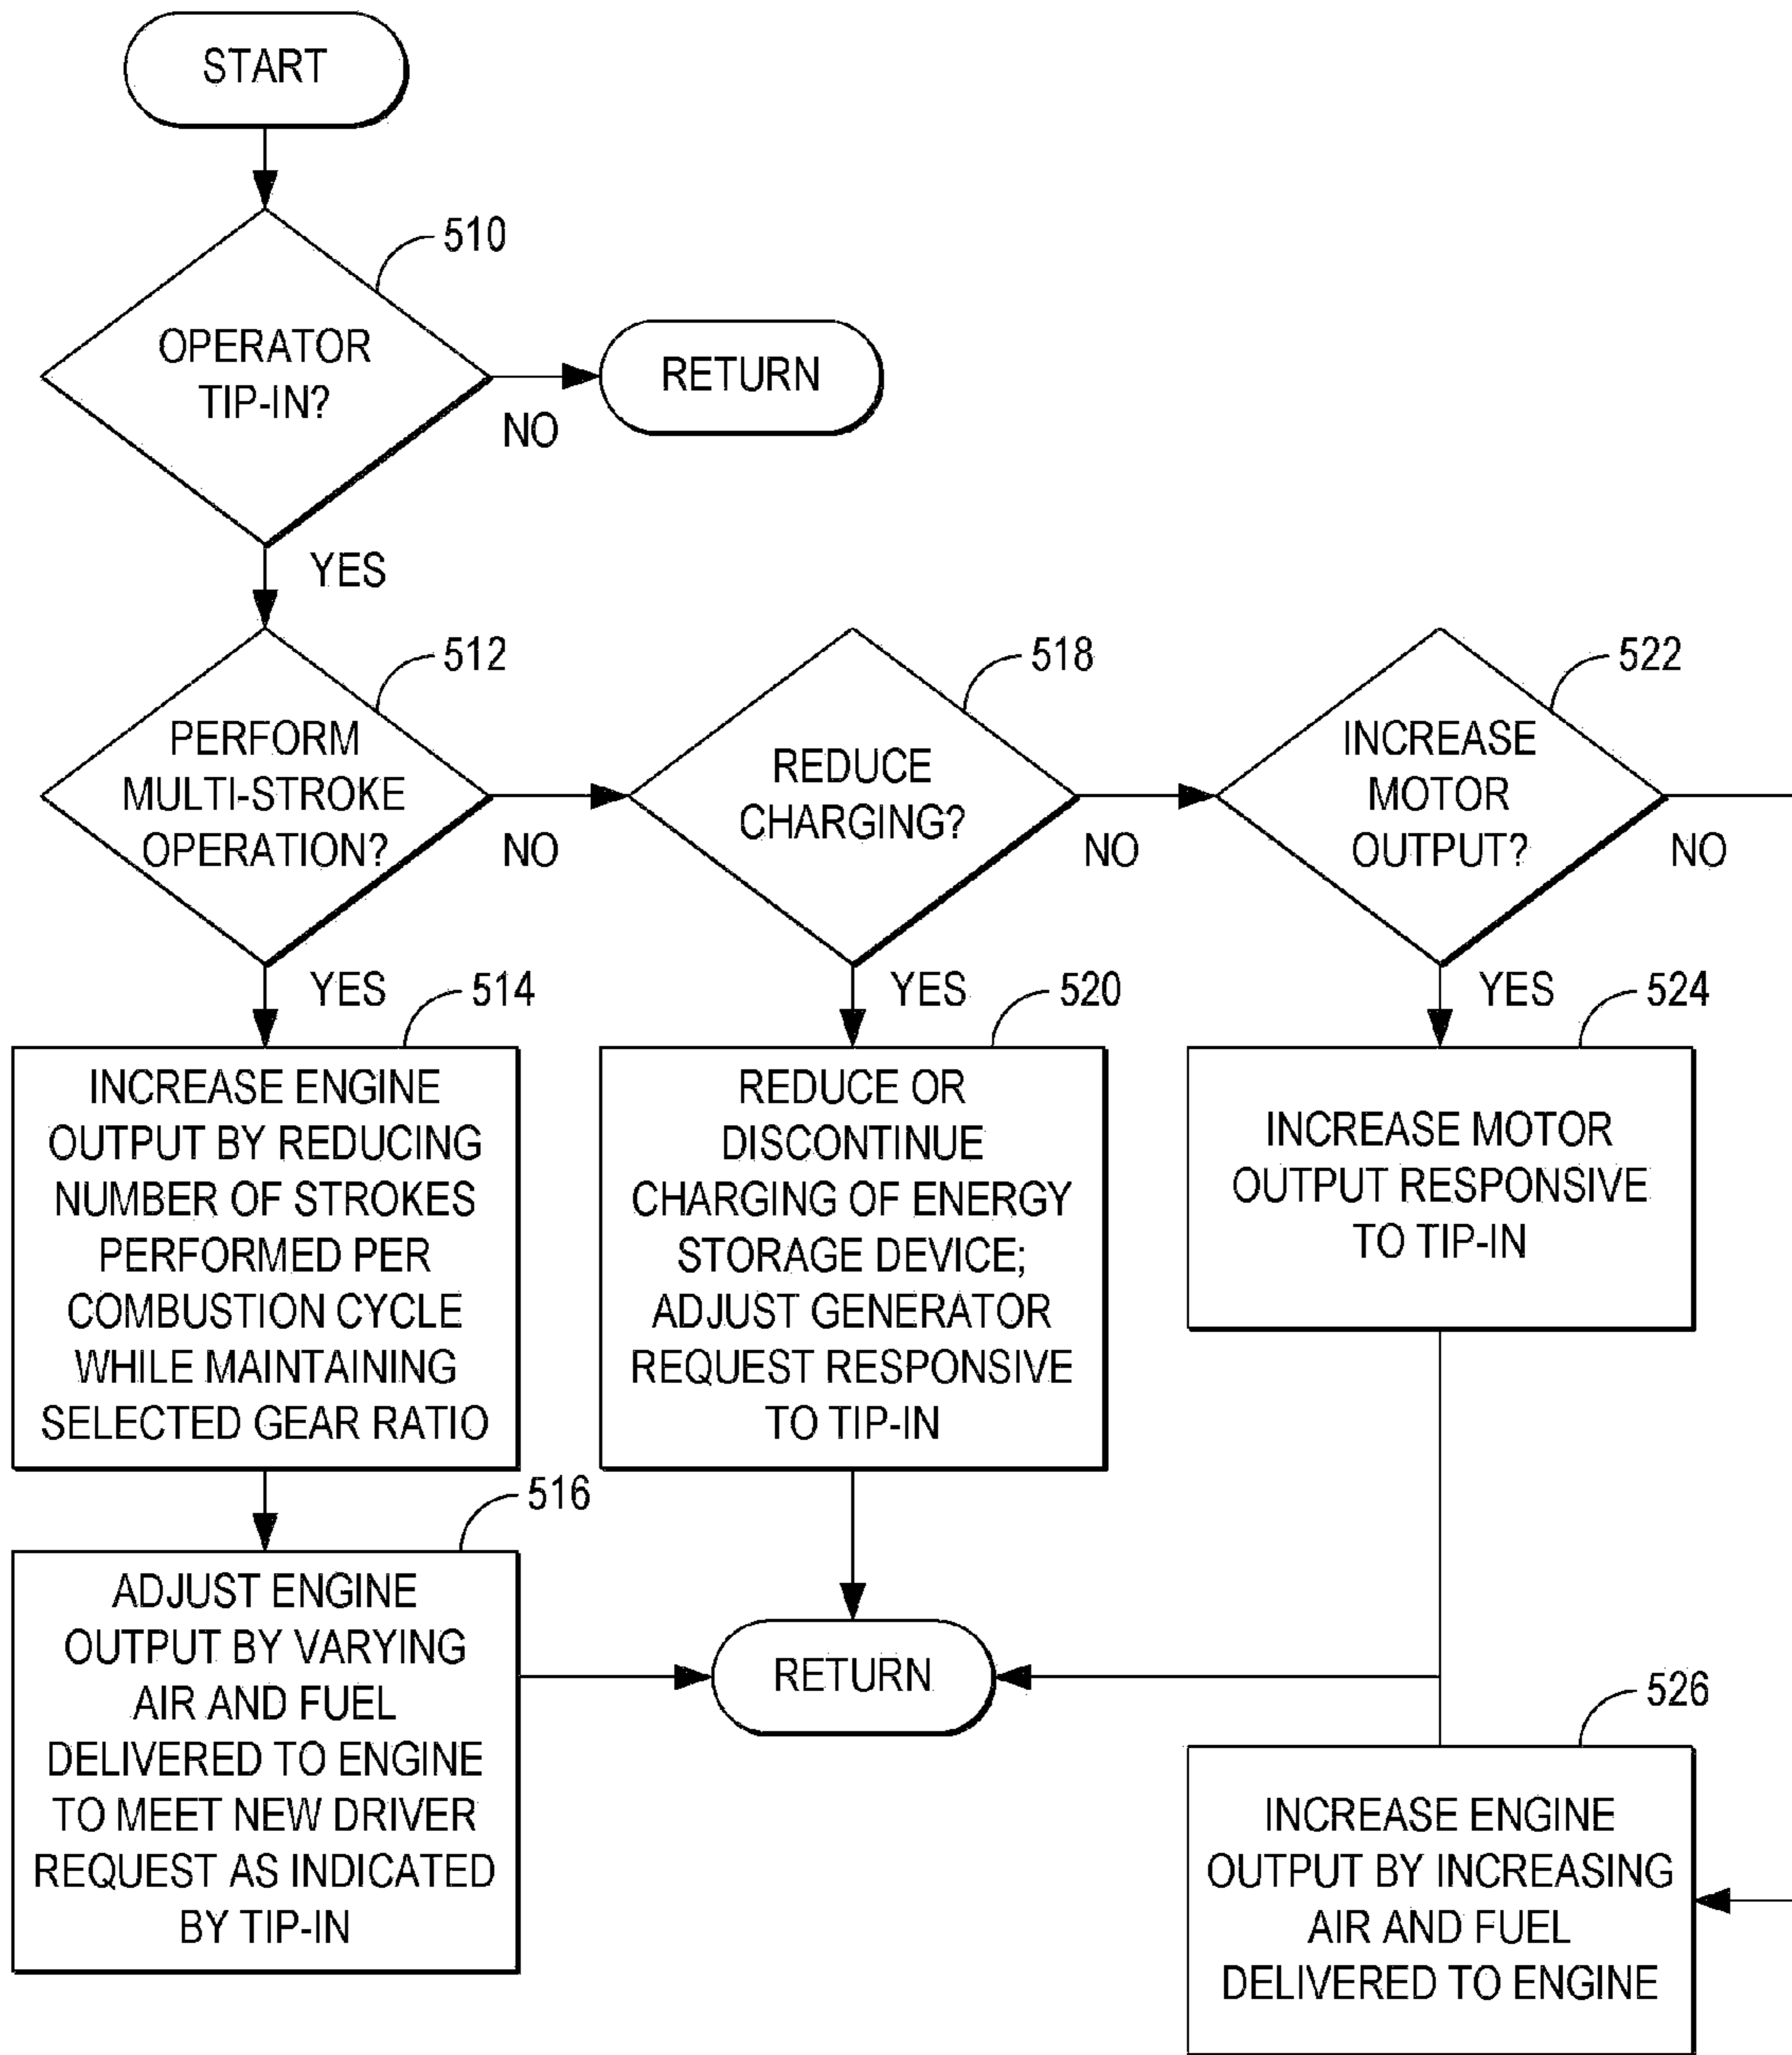 START
510
OPERATOR
TIP-IN?
NO
RETURN
YES
512
PERFORM
MULTI-STROKE
OPERATION?
NO
518
REDUCE
CHARGING?
NO
522
INCREASE
MOTOR
OUTPUT?
NO
YES
514
INCREASE ENGINE
OUTPUT BY REDUCING
NUMBER OF STROKES
PERFORMED PER
COMBUSTION CYCLE
WHILE MAINTAINING
SELECTED GEAR RATIO
YES
520
REDUCE OR
DISCONTINUE
CHARGING OF ENERGY
STORAGE DEVICE;
ADJUST GENERATOR
REQUEST RESPONSIVE
TO TIP-IN
YES
524
INCREASE MOTOR
OUTPUT RESPONSIVE
TO TIP-IN
516
ADJUST ENGINE
OUTPUT BY VARYING
AIR AND FUEL
DELIVERED TO ENGINE
TO MEET NEW DRIVER
REQUEST AS INDICATED
BY TIP-IN
RETURN
526
INCREASE ENGINE
OUTPUT BY INCREASING
AIR AND FUEL
DELIVERED TO ENGINE